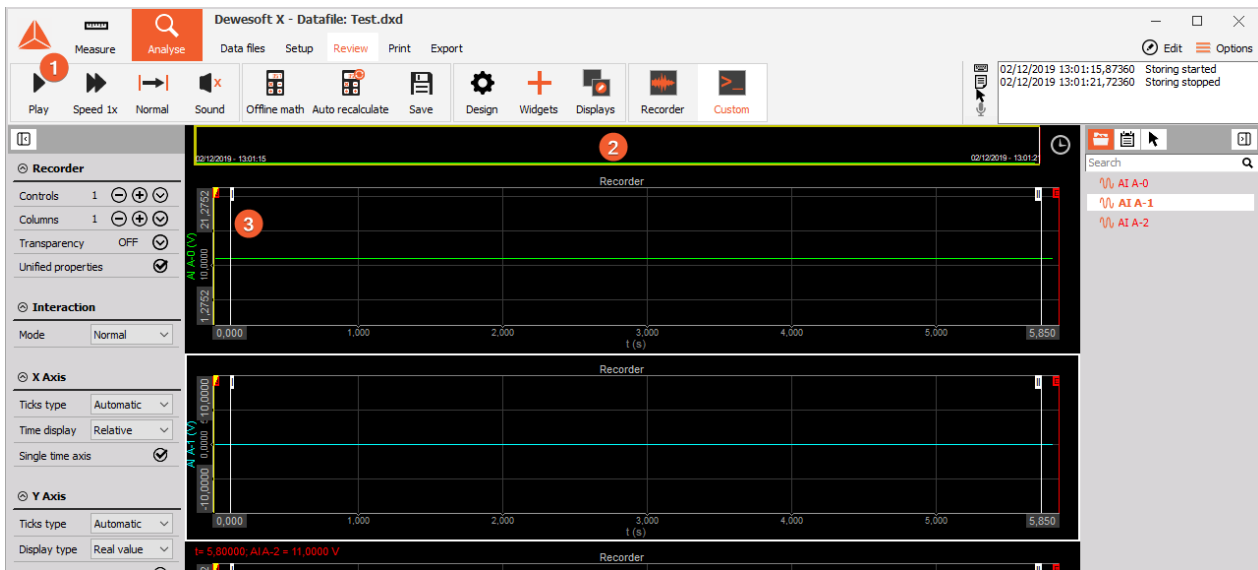 Dewesoft X - Datafile: Test.dxd
Measure
Analyse
Data files Setup Review Print Export
Edit Options
1
Play Speed 1x Normal Sound Offline math Auto recalculate Save Design Widgets Displays Recorder Custom
02/12/2019 13:01:15,87360 Storing started
02/12/2019 13:01:21,72360 Storing stopped
Recorder
Controls 1
Columns 1
Transparency OFF
Unified properties
Interaction
Mode Normal
X Axis
Ticks type Automatic
Time display Relative
Single time axis
Y Axis
Ticks type Automatic
Display type Real value
02/12/2019 - 13:01:15
2
02/12/2019 - 13:01:21
Recorder
3
21,2752
10,0000
1,2752
AI A-0 (V)
0,000 1,000 2,000 3,000 4,000 5,000 5,850
t (s)
Recorder
10,0000
0,0000
-10,0000
AI A-1 (V)
0,000 1,000 2,000 3,000 4,000 5,000 5,850
t (s)
t= 5,80000; AI A-2 = 11,0000 V
Recorder
Search
AI A-0
AI A-1
AI A-2